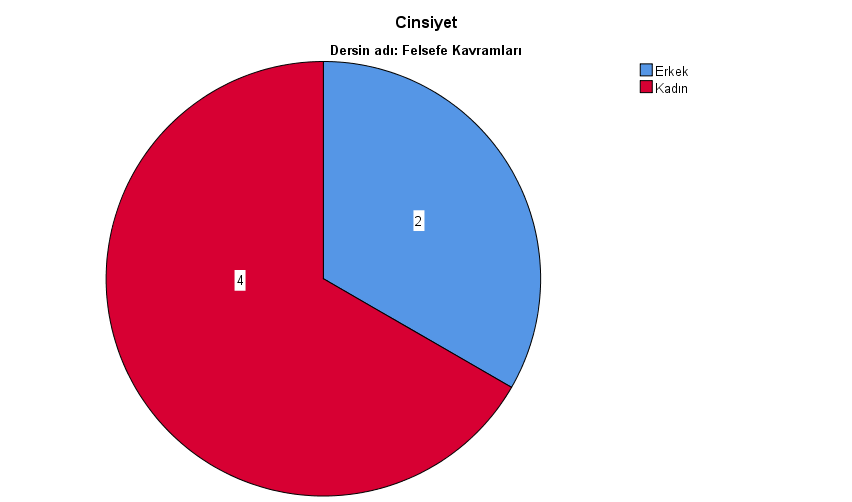 Cinsiyet
Dersin adı: Felsefe Kavramları
Erkek
Kadın
2
4